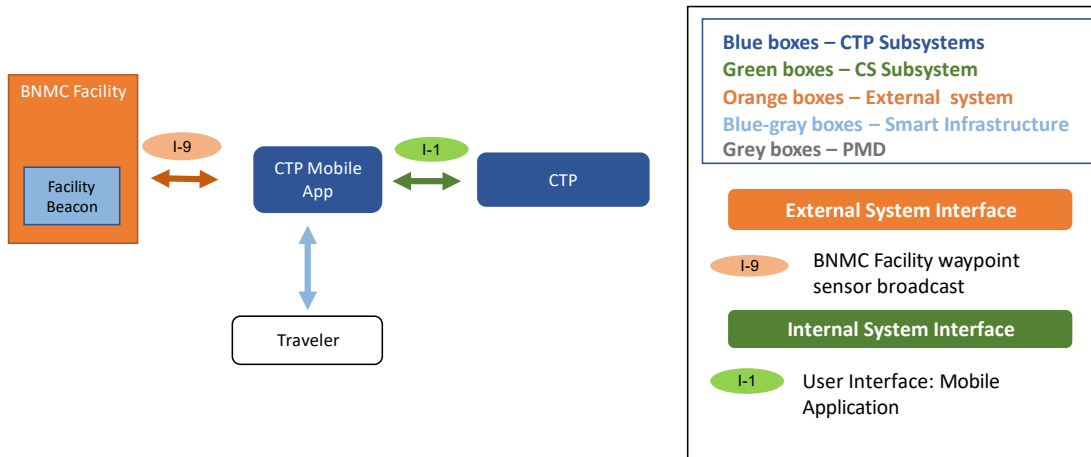 BNMC Facility
Facility
Beacon
I-9
CTP Mobile
App
I-1
CTP
Traveler
Blue boxes – CTP Subsystems
Green boxes – CS Subsystem
Orange boxes – External  system
Blue-gray boxes – Smart Infrastructure
Grey boxes – PMD
External System Interface
I-9
BNMC Facility waypoint
sensor broadcast
Internal System Interface
I-1
User Interface: Mobile
Application